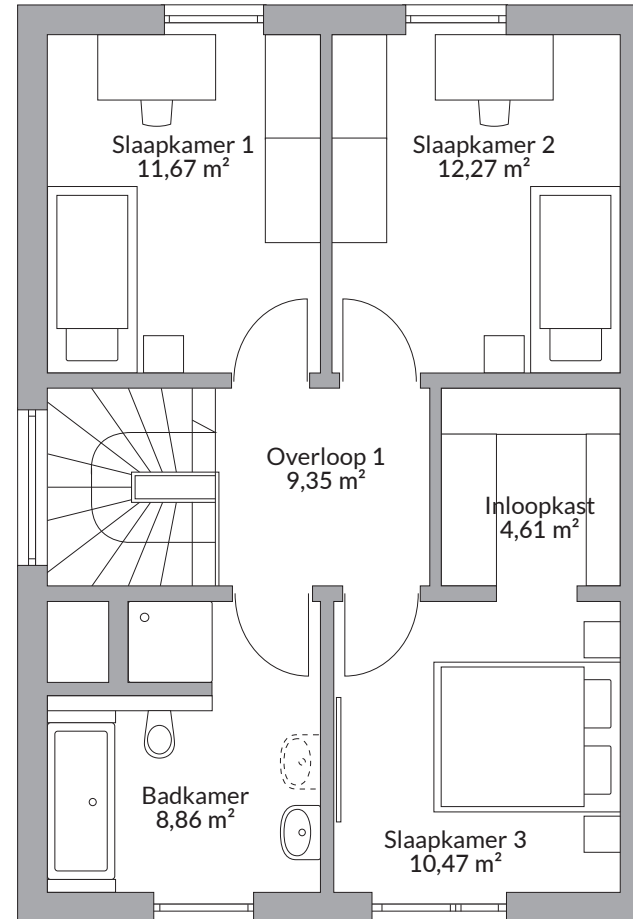 Slaapkamer 1
11,67 m²
Slaapkamer 2
12,27 m²
Overloop 1
9,35 m²
Inloopkast
4,61 m²
Badkamer
8,86 m²
Slaapkamer 3
10,47 m²